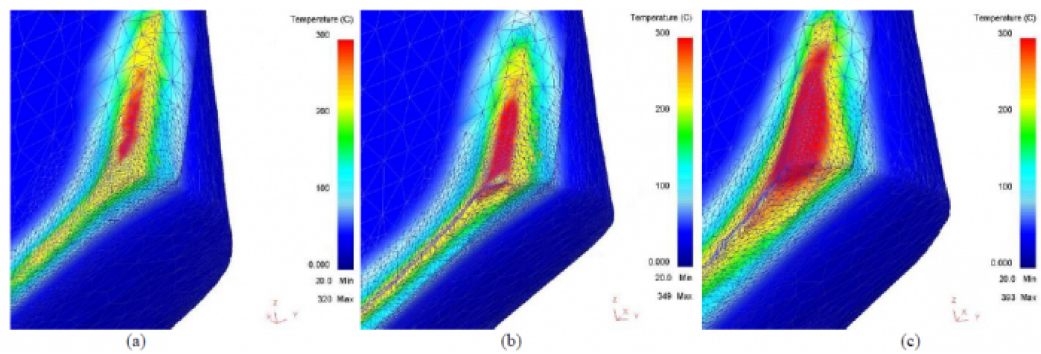 Temperature (C)
300
200
100
0.000
20.0 Min
320 Max
Z
X
Y
(a)
Temperature (C)
300
200
100
0.000
20.0 Min
349 Max
Z
X
Y
(b)
Temperature (C)
300
200
100
0.000
20.0 Min
393 Max
Z
X
Y
(c)